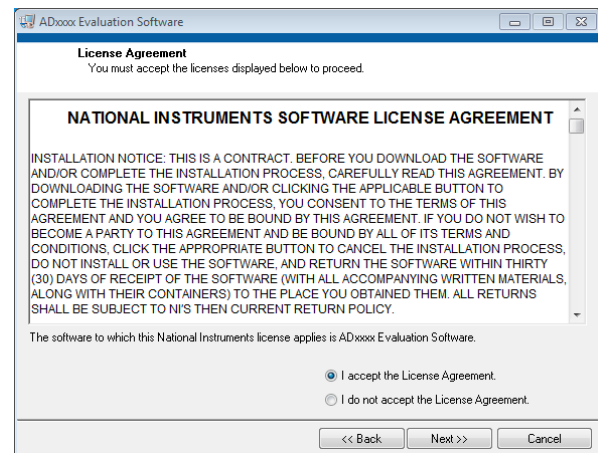 ADxxxx Evaluation Software
License Agreement
You must accept the licenses displayed below to proceed.
NATIONAL INSTRUMENTS SOFTWARE LICENSE AGREEMENT
INSTALLATION NOTICE: THIS IS A CONTRACT. BEFORE YOU DOWNLOAD THE SOFTWARE
AND/OR COMPLETE THE INSTALLATION PROCESS, CAREFULLY READ THIS AGREEMENT. BY
DOWNLOADING THE SOFTWARE AND/OR CLICKING THE APPLICABLE BUTTON TO
COMPLETE THE INSTALLATION PROCESS, YOU CONSENT TO THE TERMS OF THIS
AGREEMENT AND YOU AGREE TO BE BOUND BY THIS AGREEMENT. IF YOU DO NOT WISH TO
BECOME A PARTY TO THIS AGREEMENT AND BE BOUND BY ALL OF ITS TERMS AND
CONDITIONS, CLICK THE APPROPRIATE BUTTON TO CANCEL THE INSTALLATION PROCESS,
DO NOT INSTALL OR USE THE SOFTWARE, AND RETURN THE SOFTWARE WITHIN THIRTY
(30) DAYS OF RECEIPT OF THE SOFTWARE (WITH ALL ACCOMPANYING WRITTEN MATERIALS,
ALONG WITH THEIR CONTAINERS) TO THE PLACE YOU OBTAINED THEM. ALL RETURNS
SHALL BE SUBJECT TO NI'S THEN CURRENT RETURN POLICY.
The software to which this National Instruments license applies is ADxxxx Evaluation Software.
I accept the License Agreement.
I do not accept the License Agreement.
<< Back Next >> Cancel